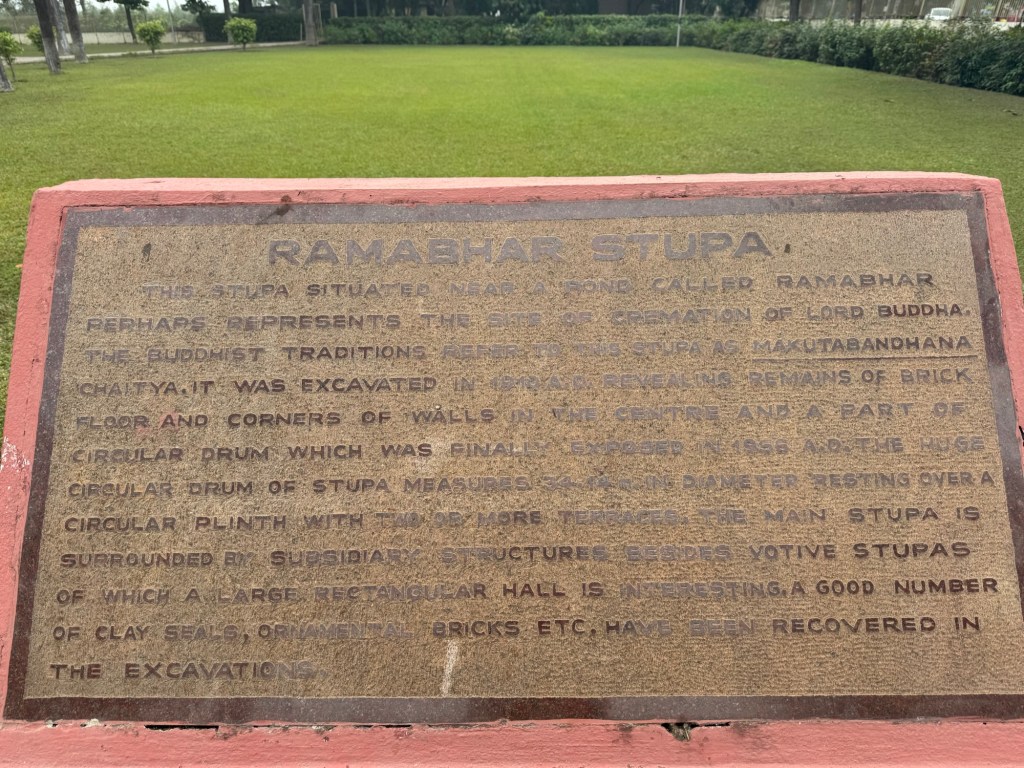 RAMABHAR STUPA
THIS STUPA SITUATED NEAR A POND CALLED RAMABHAR
PERHAPS REPRESENTS THE SITE OF CREMATION OF LORD BUDDHA.
THE BUDDHIST TRADITIONS REFER TO THIS STUPA AS MAKUTABANDHANA
CHAITYA. IT WAS EXCAVATED IN 1910 A.D. REVEALING REMAINS OF BRICK
FLOOR AND CORNERS OF WALLS IN THE CENTRE AND A PART OF
CIRCULAR DRUM WHICH WAS FINALLY EXPOSED IN 1956 A.D. THE HUGE
CIRCULAR DRUM OF STUPA MEASURES 34.14 M. IN DIAMETER RESTING OVER A
CIRCULAR PLINTH WITH TWO OR MORE TERRACES. THE MAIN STUPA IS
SURROUNDED BY SUBSIDIARY STRUCTURES BESIDES VOTIVE STUPAS
OF WHICH A LARGE RECTANGULAR HALL IS INTERESTING. A GOOD NUMBER
OF CLAY SEALS, ORNAMENTAL BRICKS ETC. HAVE BEEN RECOVERED IN
THE EXCAVATIONS.